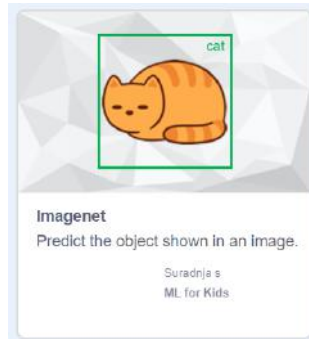 cat
Imagenet
Predict the object shown in an image.
Suradnja s
ML for Kids